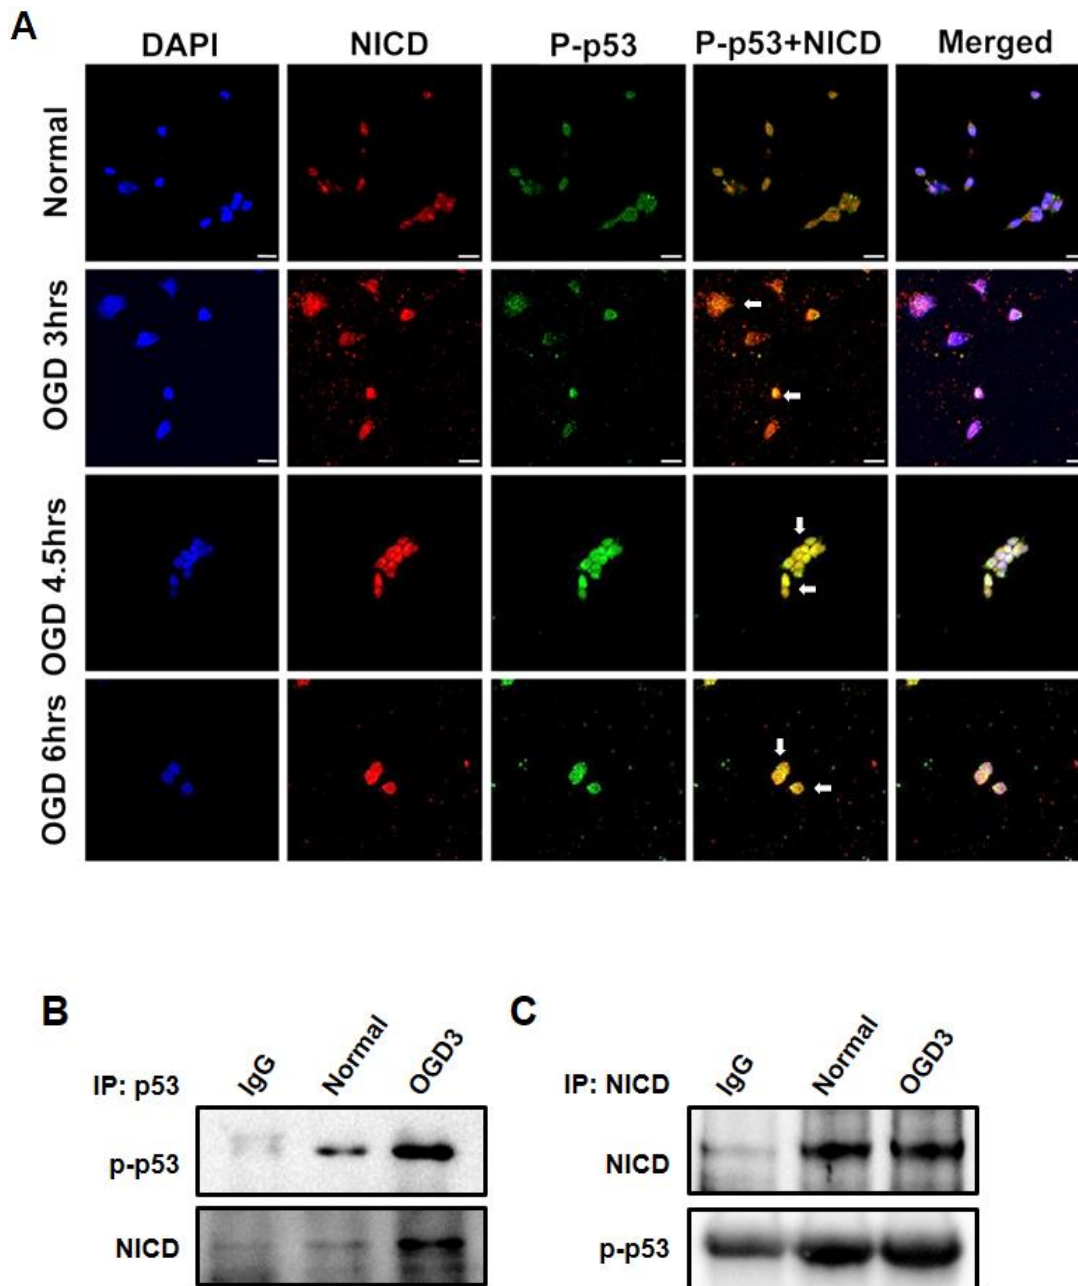 A
DAPI NICD P-p53 P-p53+NICD Merged
Normal
OGD 3hrs
OGD 4.5hrs
OGD 6hrs
B
IP: p53 IgG Normal OGD3
p-p53
NICD
C
IP: NICD IgG Normal OGD3
NICD
p-p53